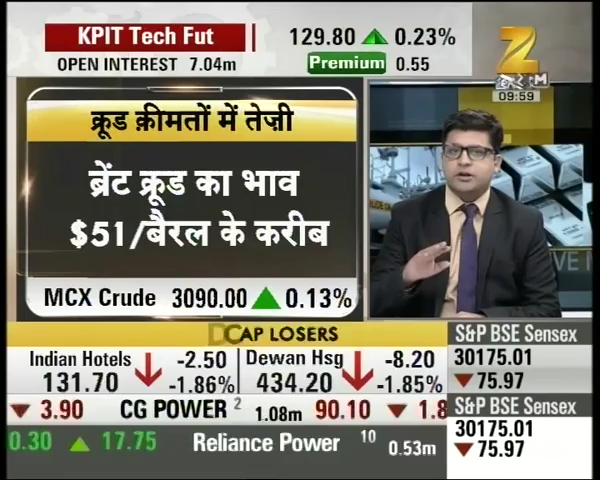 KPIT Tech Fut
129.80 0.23%
OPEN INTEREST 7.04m
Premium 0.55
09:59
क्रूड क़ीमतों में तेज़ी
ब्रेंट क्रूड का भाव
$51/बैरल के करीब
MCX Crude 3090.00 0.13%
CAP LOSERS
S&P BSE Sensex
30175.01
75.97
Indian Hotels -2.50
131.70 -1.86%
Dewan Hsg -8.20
434.20 -1.85%
3.90 CG POWER 2 1.08m 90.10 1.8
S&P BSE Sensex
30175.01
75.97
0.30 17.75 Reliance Power 10 0.53m